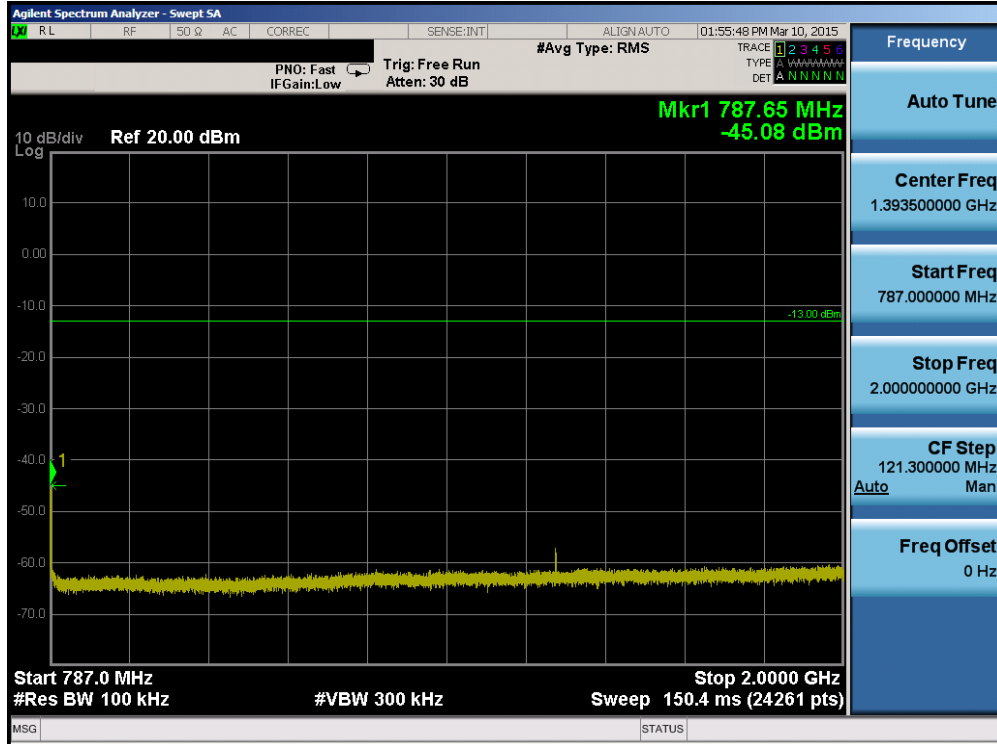 Agilent Spectrum Analyzer - Swept SA
LXI RL RF 50 Ω AC CORREC SENSE:INT ALIGN AUTO 01:55:48 PM Mar 10, 2015
#Avg Type: RMS
TRACE 1 2 3 4 5 6
TYPE A WWWWW
DET A N N N N N
PNO: Fast
IFGain:Low
Trig: Free Run
Atten: 30 dB
Mkr1 787.65 MHz
-45.08 dBm
10 dB/div Ref 20.00 dBm
Log
10.0
0.00
-10.0
-13.00 dBm
-20.0
-30.0
-40.0
1
-50.0
-60.0
-70.0
Start 787.0 MHz Stop 2.0000 GHz
#Res BW 100 kHz #VBW 300 kHz Sweep 150.4 ms (24261 pts)
MSG STATUS
Frequency
Auto Tune
Center Freq
1.393500000 GHz
Start Freq
787.000000 MHz
Stop Freq
2.000000000 GHz
CF Step
121.300000 MHz
Auto Man
Freq Offset
0 Hz